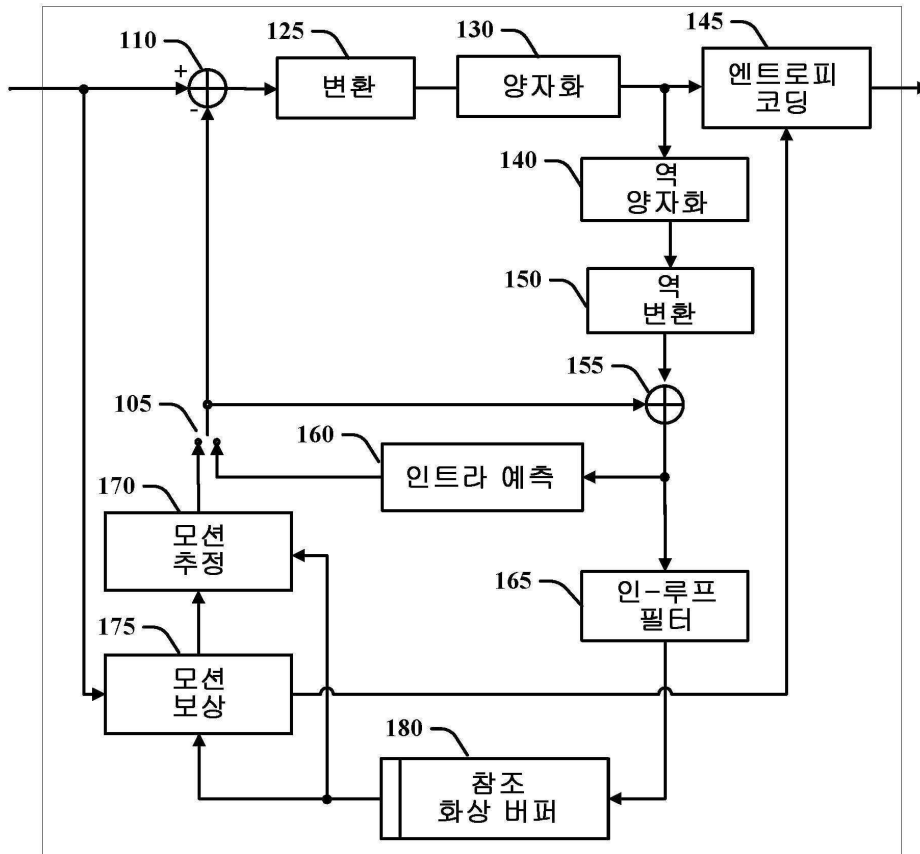 110
125
130
145
+
-
변환
양자화
엔트로피
코딩
140
역
양자화
150
역
변환
155
105
160
인트라 예측
170
모션
추정
165
인-루프
필터
175
모션
보상
180
참조
화상 버퍼